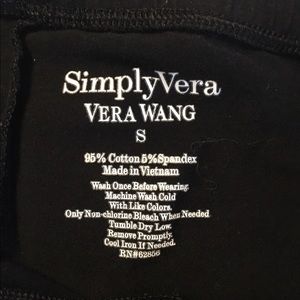 SimplyVera
VERA WANG
S
95% Cotton 5% Spandex
Made in Vietnam
Wash Once Before Wearing.
Machine Wash Cold
With Like Colors.
Only Non-chlorine Bleach When Needed
Tumble Dry Low.
Remove Promptly.
Cool Iron If Needed.
RN#62856